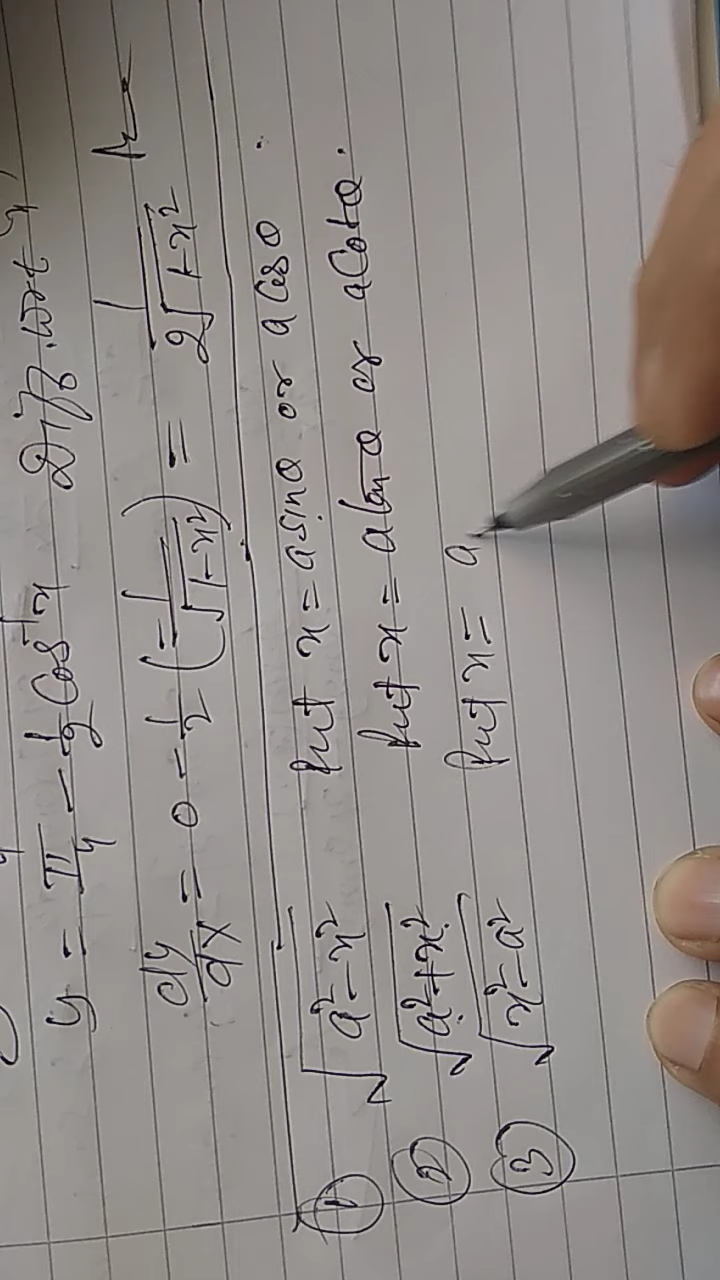 y = π/4 - 1/2 Cos⁻¹x Diff. wrt 'x'
dy/dx = 0 - 1/2 (-1/√(1-x²)) = 1/(2√(1-x²))
① √(a²-x²) Put x = a sinθ or a cosθ.
② √(a²+x²) Put x = a tanθ or a cotθ.
③ √(x²-a²) Put x = a